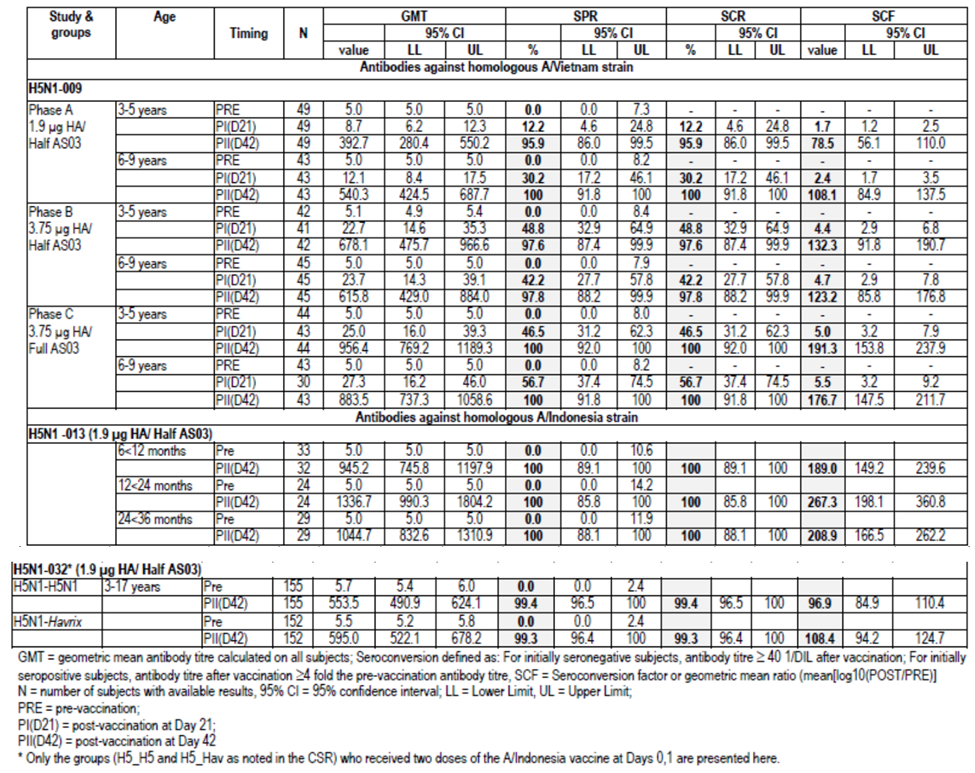 Study & groups Age Timing N GMT SPR SCR SCF
95% CI 95% CI 95% CI 95% CI
value LL UL % LL UL % LL UL value LL UL
Antibodies against homologous A/Vietnam strain
H5N1-009
Phase A 3-5 years PRE 49 5.0 5.0 5.0 0.0 0.0 7.3 - - - - - -
1.9 µg HA/ PI(D21) 49 8.7 6.2 12.3 12.2 4.6 24.8 12.2 4.6 24.8 1.7 1.2 2.5
Half AS03 PII(D42) 49 392.7 280.4 550.2 95.9 86.0 99.5 95.9 86.0 99.5 78.5 56.1 110.0
6-9 years PRE 43 5.0 5.0 5.0 0.0 0.0 8.2 - - - - - -
PI(D21) 43 12.1 8.4 17.5 30.2 17.2 46.1 30.2 17.2 46.1 2.4 1.7 3.5
PII(D42) 43 540.3 424.5 687.7 100 91.8 100 100 91.8 100 108.1 84.9 137.5
Phase B 3-5 years PRE 42 5.1 4.9 5.4 0.0 0.0 8.4 - - - - - -
3.75 µg HA/ PI(D21) 41 22.7 14.6 35.3 48.8 32.9 64.9 48.8 32.9 64.9 4.4 2.9 6.8
Half AS03 PII(D42) 42 678.1 475.7 966.6 97.6 87.4 99.9 97.6 87.4 99.9 132.3 91.8 190.7
6-9 years PRE 45 5.0 5.0 5.0 0.0 0.0 7.9 - - - - - -
PI(D21) 45 23.7 14.3 39.1 42.2 27.7 57.8 42.2 27.7 57.8 4.7 2.9 7.8
PII(D42) 45 615.8 429.0 884.0 97.8 88.2 99.9 97.8 88.2 99.9 123.2 85.8 176.8
Phase C 3-5 years PRE 44 5.0 5.0 5.0 0.0 0.0 8.0 - - - - - -
3.75 µg HA/ PI(D21) 43 25.0 16.0 39.3 46.5 31.2 62.3 46.5 31.2 62.3 5.0 3.2 7.9
Full AS03 PII(D42) 44 956.4 769.2 1189.3 100 92.0 100 100 92.0 100 191.3 153.8 237.9
6-9 years PRE 43 5.0 5.0 5.0 0.0 0.0 8.2 - - - - - -
PI(D21) 30 27.3 16.2 46.0 56.7 37.4 74.5 56.7 37.4 74.5 5.5 3.2 9.2
PII(D42) 43 883.5 737.3 1058.6 100 91.8 100 100 91.8 100 176.7 147.5 211.7
Antibodies against homologous A/Indonesia strain
H5N1 -013 (1.9 µg HA/ Half AS03)
6<12 months Pre 33 5.0 5.0 5.0 0.0 0.0 10.6
PII(D42) 32 945.2 745.8 1197.9 100 89.1 100 100 89.1 100 189.0 149.2 239.6
12<24 months Pre 24 5.0 5.0 5.0 0.0 0.0 14.2
PII(D42) 24 1336.7 990.3 1804.2 100 85.8 100 100 85.8 100 267.3 198.1 360.8
24<36 months Pre 29 5.0 5.0 5.0 0.0 0.0 11.9
PII(D42) 29 1044.7 832.6 1310.9 100 88.1 100 100 88.1 100 208.9 166.5 262.2
H5N1-032* (1.9 µg HA/ Half AS03)
H5N1-H5N1 3-17 years Pre 155 5.7 5.4 6.0 0.0 0.0 2.4
PII(D42) 155 553.5 490.9 624.1 99.4 96.5 100 99.4 96.5 100 96.9 84.9 110.4
H5N1-Havrix Pre 152 5.5 5.2 5.8 0.0 0.0 2.4
PII(D42) 152 595.0 522.1 678.2 99.3 96.4 100 99.3 96.4 100 108.4 94.2 124.7
GMT = geometric mean antibody titre calculated on all subjects; Seroconversion defined as: For initially seronegative subjects, antibody titre ≥ 40 1/DIL after vaccination; For initially
seropositive subjects, antibody titre after vaccination ≥4 fold the pre-vaccination antibody titre, SCF = Seroconversion factor or geometric mean ratio (mean[log10(POST/PRE)]
N = number of subjects with available results, 95% CI = 95% confidence interval; LL = Lower Limit, UL = Upper Limit;
PRE = pre-vaccination;
PI(D21) = post-vaccination at Day 21;
PII(D42) = post-vaccination at Day 42
* Only the groups (H5_H5 and H5_Hav as noted in the CSR) who received two doses of the A/Indonesia vaccine at Days 0,1 are presented here.